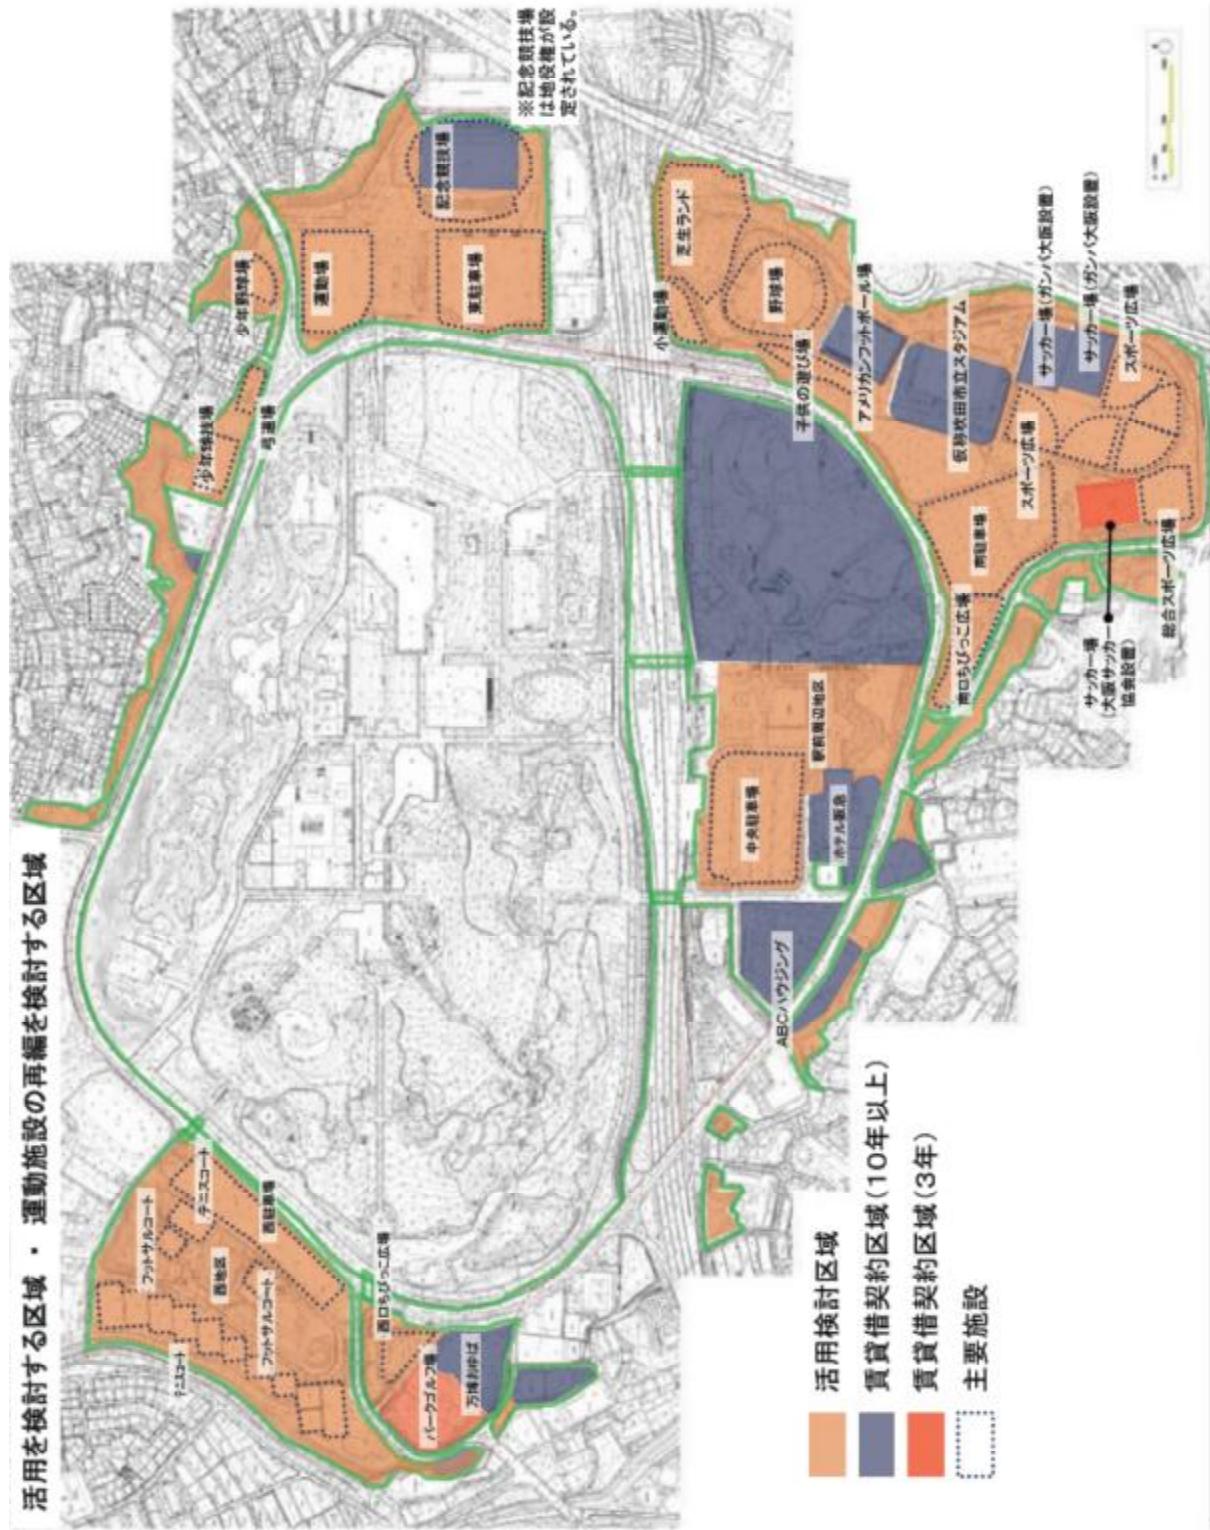 活用を検討する区域 ・ 運動施設の再編を検討する区域
フットサルコート
テニスコート
西駐車場
西地区
テニスコート
フットサルコート
西口ちびっこ広場
パークゴルフ場
万博おゆば
少年球技場
弓道場
少年野球場
運動場
東駐車場
記念競技場
※記念競技場
は地役権が設
定されている。
ABCハウジング
中央駐車場
ホテル阪急
駅前周辺地区
小運動場
芝生ランド
野球場
子供の遊び場
アメリカンフットボール場
仮称吹田市立スタジアム
サッカー場(ガンバ大阪設置)
サッカー場(ガンバ大阪設置)
スポーツ広場
スポーツ広場
南駐車場
南口ちびっこ広場
サッカー場
(大阪サッカー
協会設置)
総合スポーツ広場
活用検討区域
賃貸借契約区域(10年以上)
賃貸借契約区域(3年)
主要施設